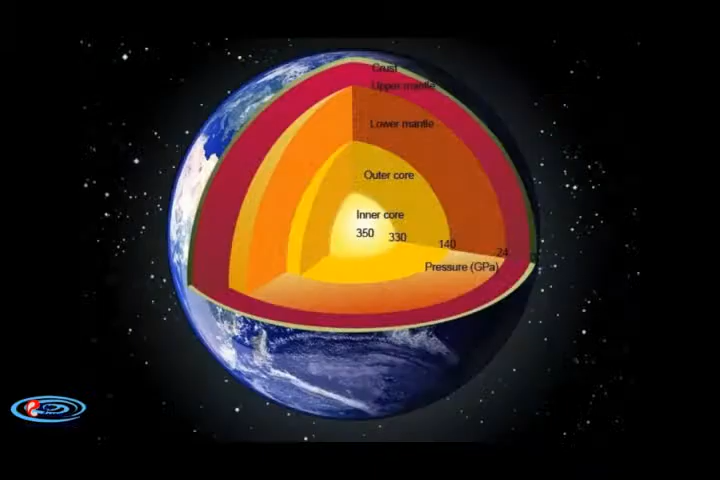 Crust
Upper mantle
Lower mantle
Outer core
Inner core
350
330
140
24
Pressure (GPa)